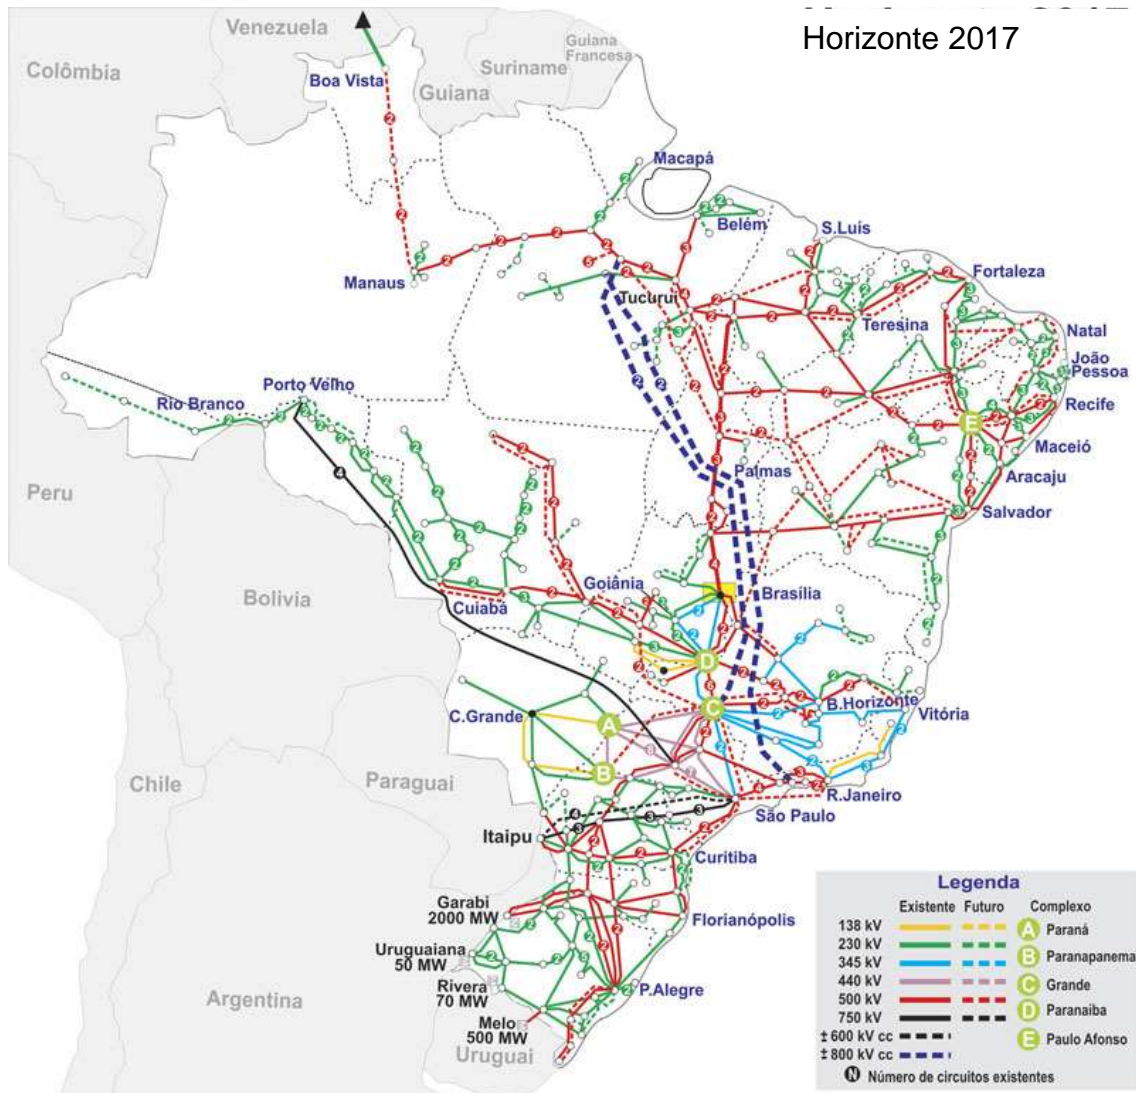 Horizonte 2017
Venezuela
Guiana
Francesa
Colômbia
Suriname
Boa Vista
Guiana
Macapá
Belém
S.Luís
Manaus
Fortaleza
Tucuruí
Teresina
Natal
João
Pessoa
Porto Velho
Rio Branco
Recife
Maceió
Palmas
Aracaju
Peru
Salvador
Goiânia
Brasília
Cuiabá
Bolivia
B.Horizonte
Vitória
C.Grande
Chile
Paraguai
R.Janeiro
São Paulo
Itaipu
Curitiba
Garabi
2000 MW
Florianópolis
Uruguaiana
50 MW
Rivera
70 MW
P.Alegre
Argentina
Melo
500 MW
Uruguai
A
B
C
D
E
Legenda
Existente Futuro Complexo
138 kV A Paraná
230 kV B Paranapanema
345 kV
440 kV C Grande
500 kV D Paranaiba
750 kV E Paulo Afonso
± 600 kV cc
± 800 kV cc
N Número de circuitos existentes